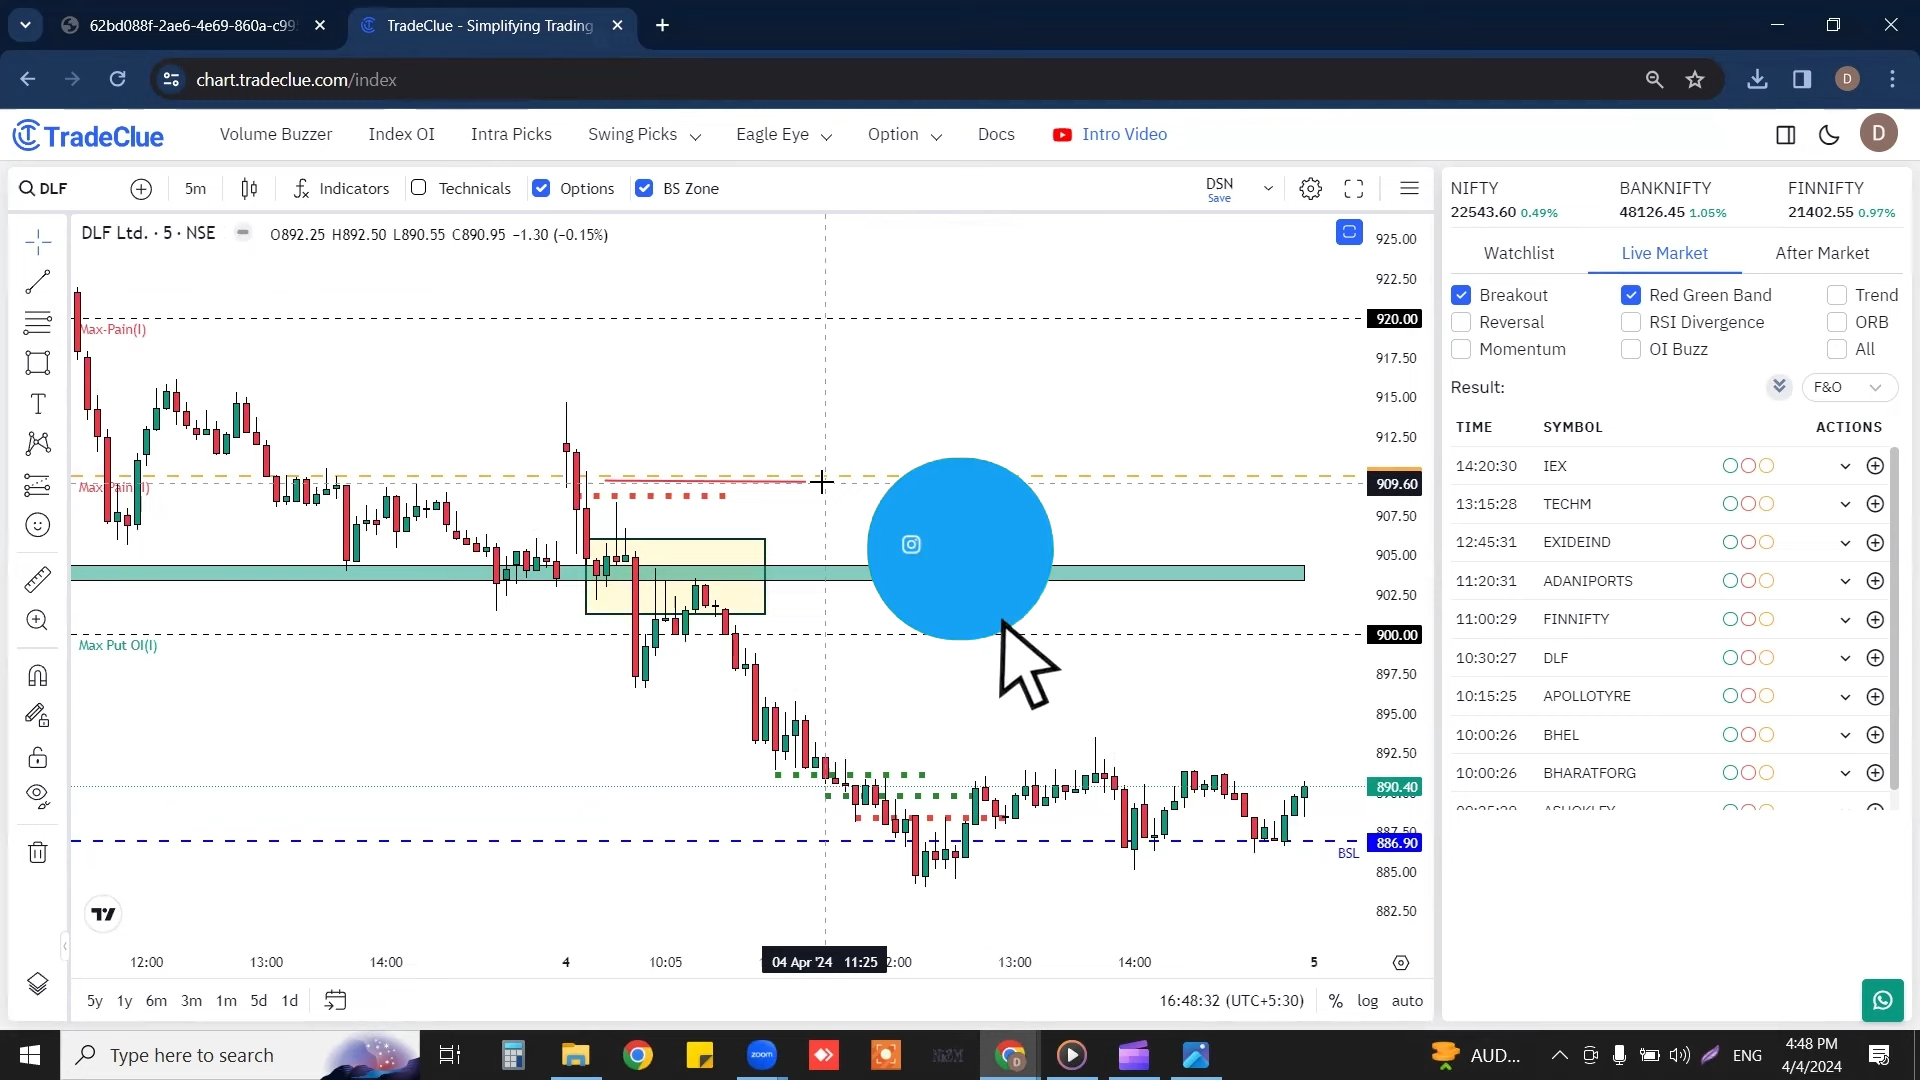 62bd088f-2ae6-4e69-860a-c99
TradeClue - Simplifying Trading
chart.tradeclue.com/index
D
TradeClue
Volume Buzzer
Index OI
Intra Picks
Swing Picks
Eagle Eye
Option
Docs
Intro Video
D
DLF
5m
Indicators
Technicals
Options
BS Zone
DSN
Save
DLF Ltd. · 5 · NSE
O892.25 H892.50 L890.55 C890.95 −1.30 (−0.15%)
925.00
922.50
920.00
917.50
915.00
912.50
909.60
907.50
905.00
902.50
900.00
897.50
895.00
892.50
890.40
887.50
886.90
885.00
882.50
Max-Pain(I)
Max Put OI(I)
BSL
12:00
13:00
14:00
4
10:05
04 Apr '24 11:25
2:00
13:00
14:00
5
5y 1y 6m 3m 1m 5d 1d
16:48:32 (UTC+5:30)
% log auto
NIFTY
22543.60 0.49%
BANKNIFTY
48126.45 1.05%
FINNIFTY
21402.55 0.97%
Watchlist
Live Market
After Market
Breakout
Red Green Band
Trend
Reversal
RSI Divergence
ORB
Momentum
OI Buzz
All
Result:
F&O
TIME SYMBOL ACTIONS
14:20:30 IEX
13:15:28 TECHM
12:45:31 EXIDEIND
11:20:31 ADANIPORTS
11:00:29 FINNIFTY
10:30:27 DLF
10:15:25 APOLLOTYRE
10:00:26 BHEL
10:00:26 BHARATFORG
Type here to search
zoom
AUD...
ENG
4:48 PM
4/4/2024